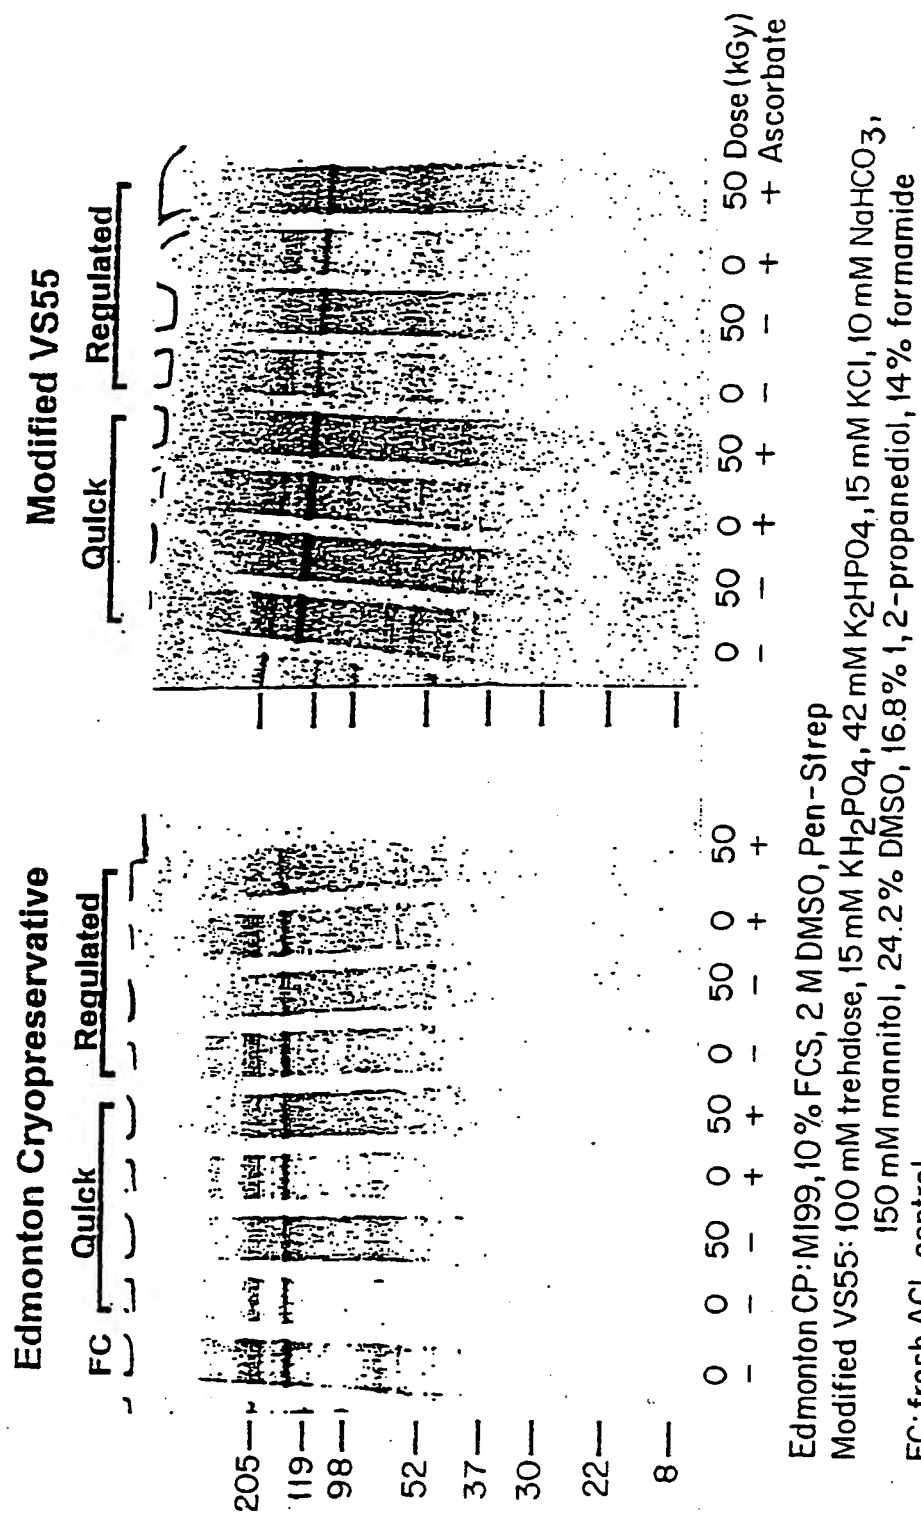 Edmonton Cryopreservative
Modified VS55
FC
Quick
Regulated
Quick
Regulated
205
119
98
52
37
30
22
8
0 0 50 0 50 0 50 0 50
− − − + + − − + +
0 50 0 50 0 50 0 50 Dose (kGy)
− − + + − − + + Ascorbate
Edmonton CP: M199, 10% FCS, 2 M DMSO, Pen-Strep
Modified VS55: 100 mM trehalose, 15 mM KH2PO4, 42 mM K2HPO4, 15 mM KCl, 10 mM NaHCO3,
150 mM mannitol, 24.2% DMSO, 16.8% 1, 2-propanediol, 14% formamide
FC: fresh ACL control